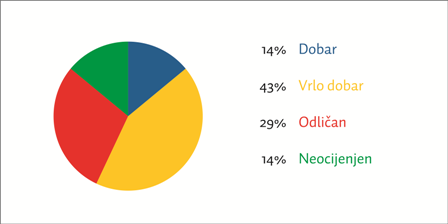 14% Dobar
43% Vrlo dobar
29% Odličan
14% Neocijenjen